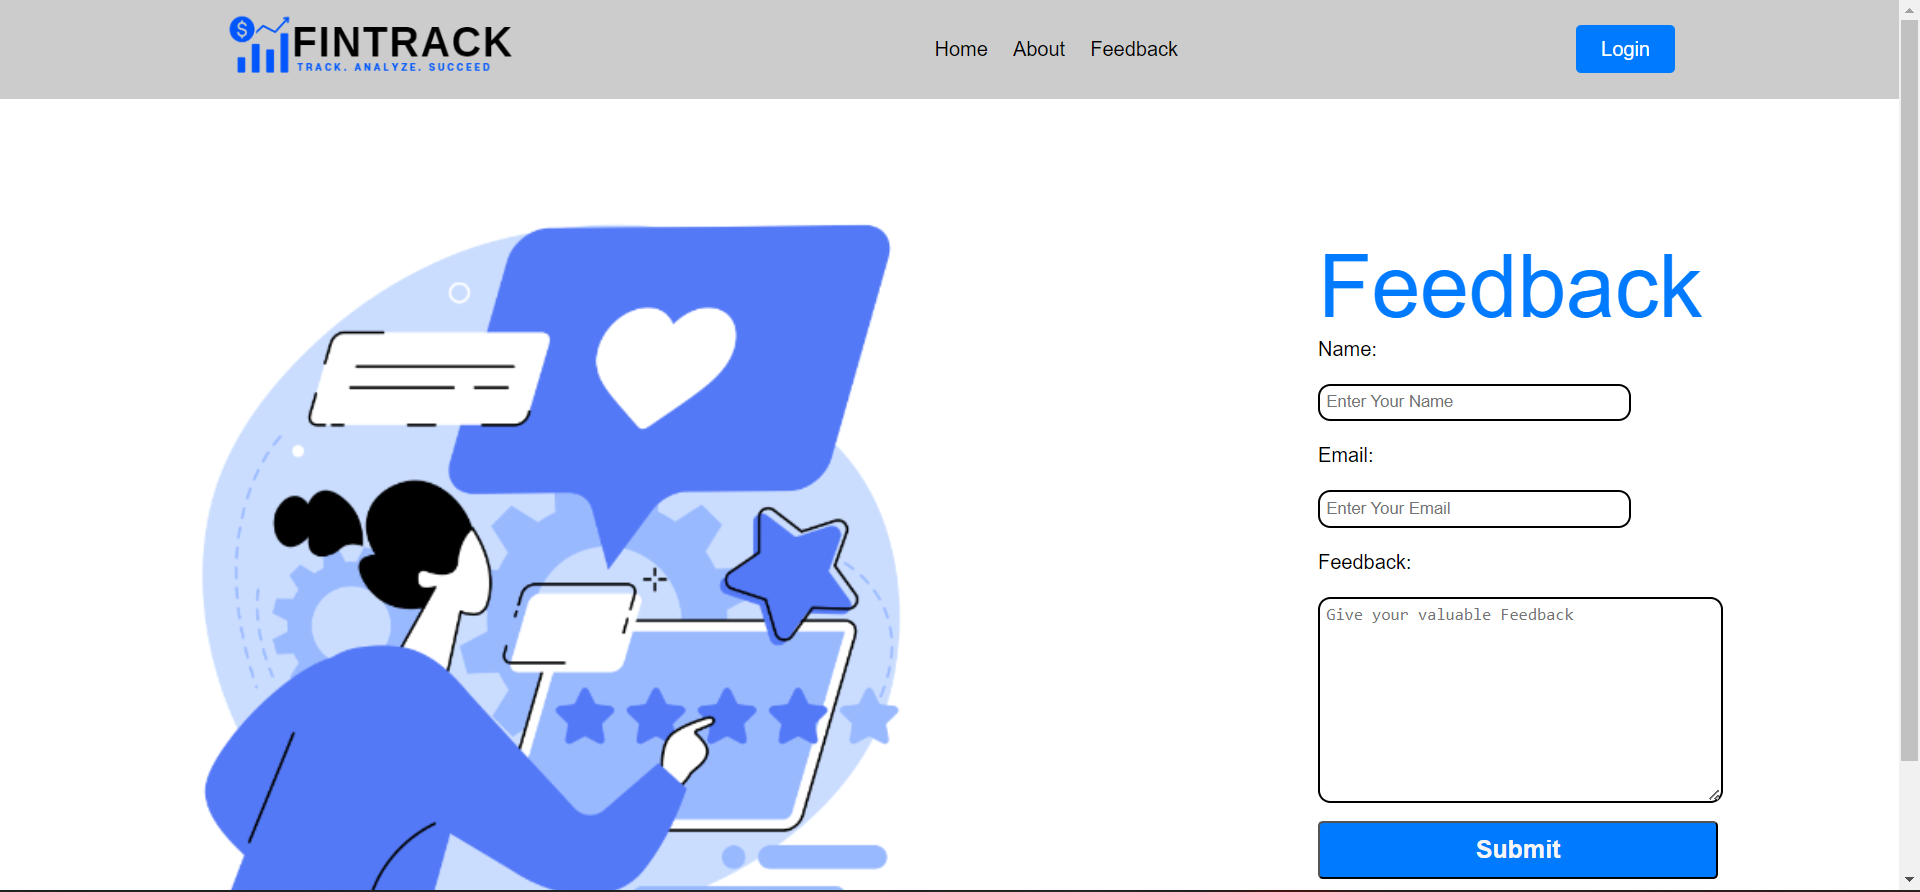 $
FINTRACK
TRACK. ANALYZE. SUCCEED
Home About Feedback
Login
Feedback
Name:
Enter Your Name
Email:
Enter Your Email
Feedback:
Give your valuable Feedback
Submit